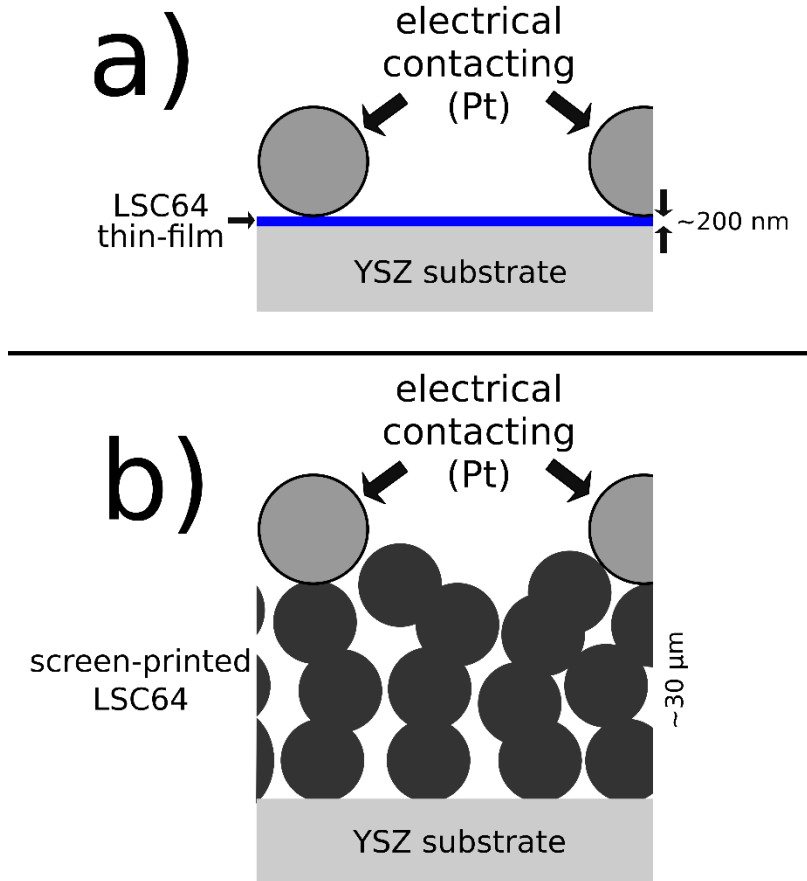 a)
electrical
contacting
(Pt)
LSC64
thin-film
~200 nm
YSZ substrate
b)
electrical
contacting
(Pt)
screen-printed
LSC64
~30 µm
YSZ substrate